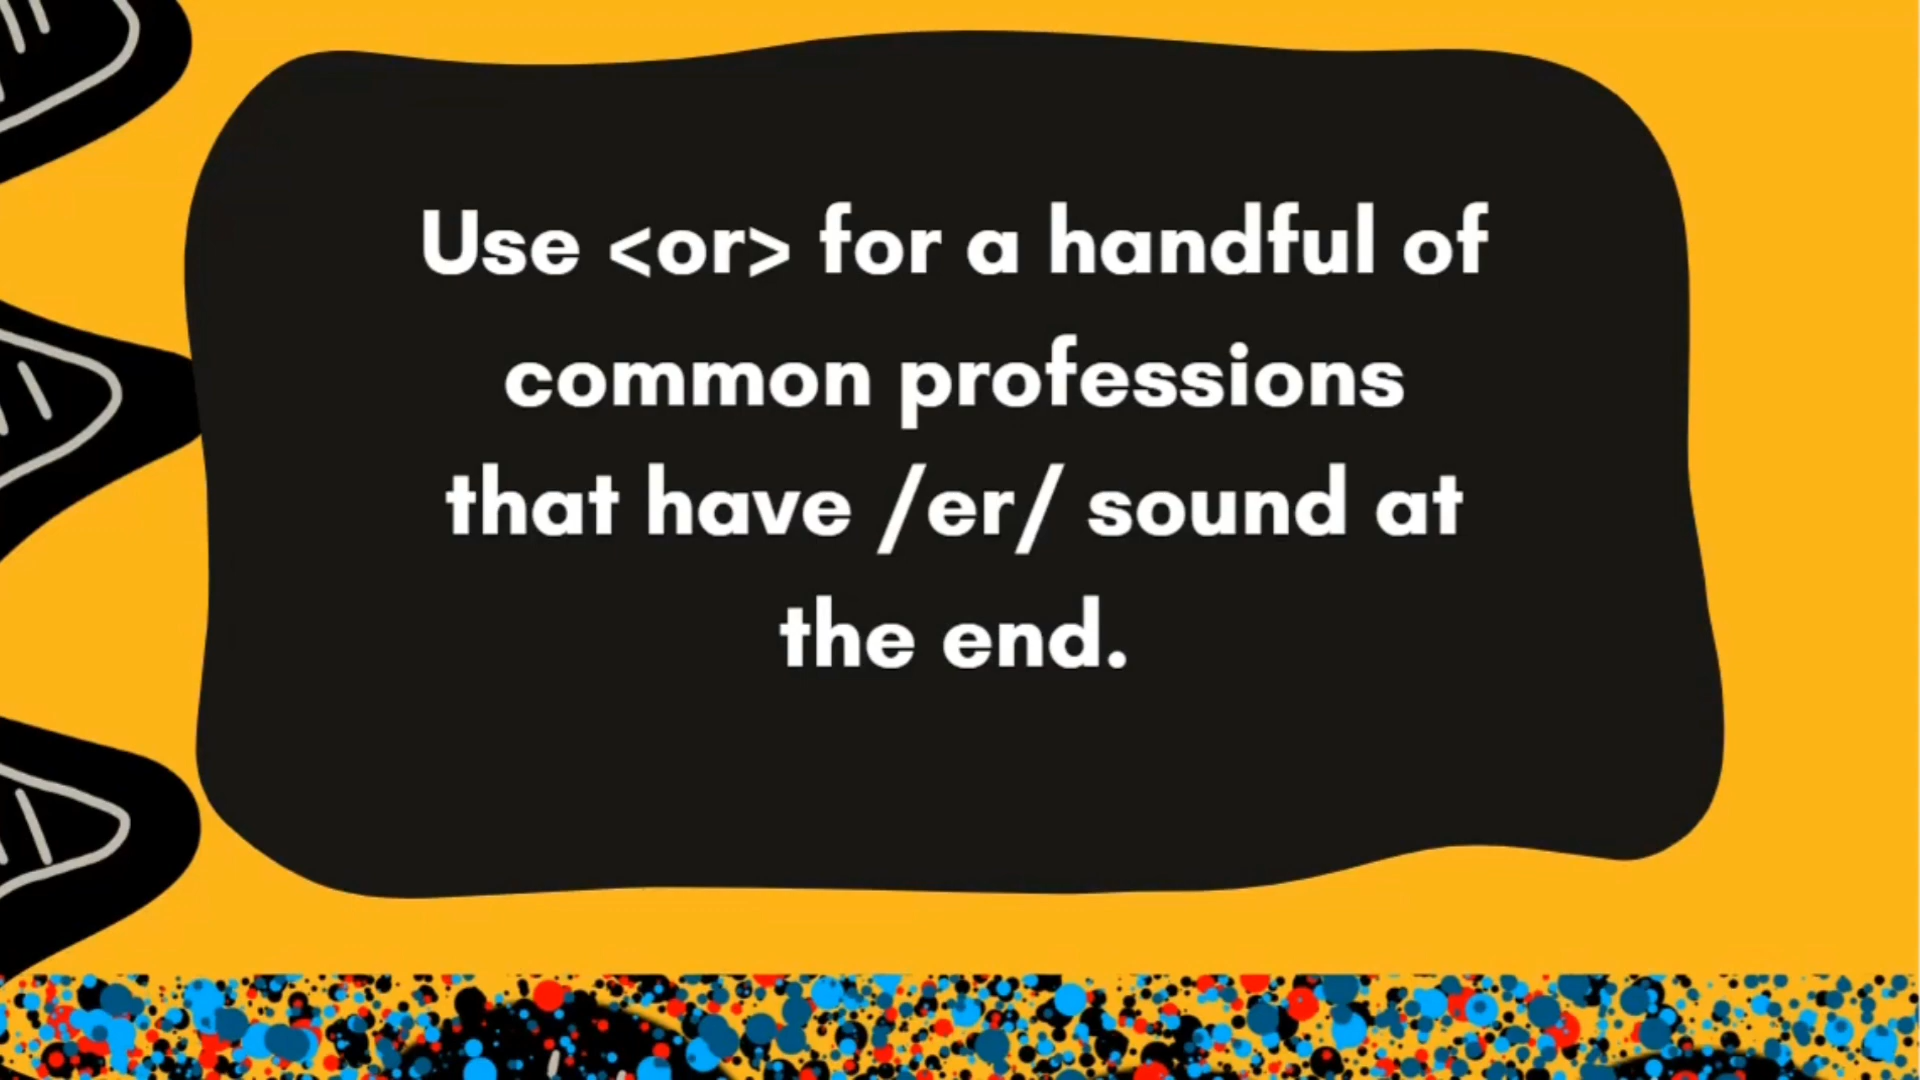 Use <or> for a handful of
common professions
that have /er/ sound at
the end.